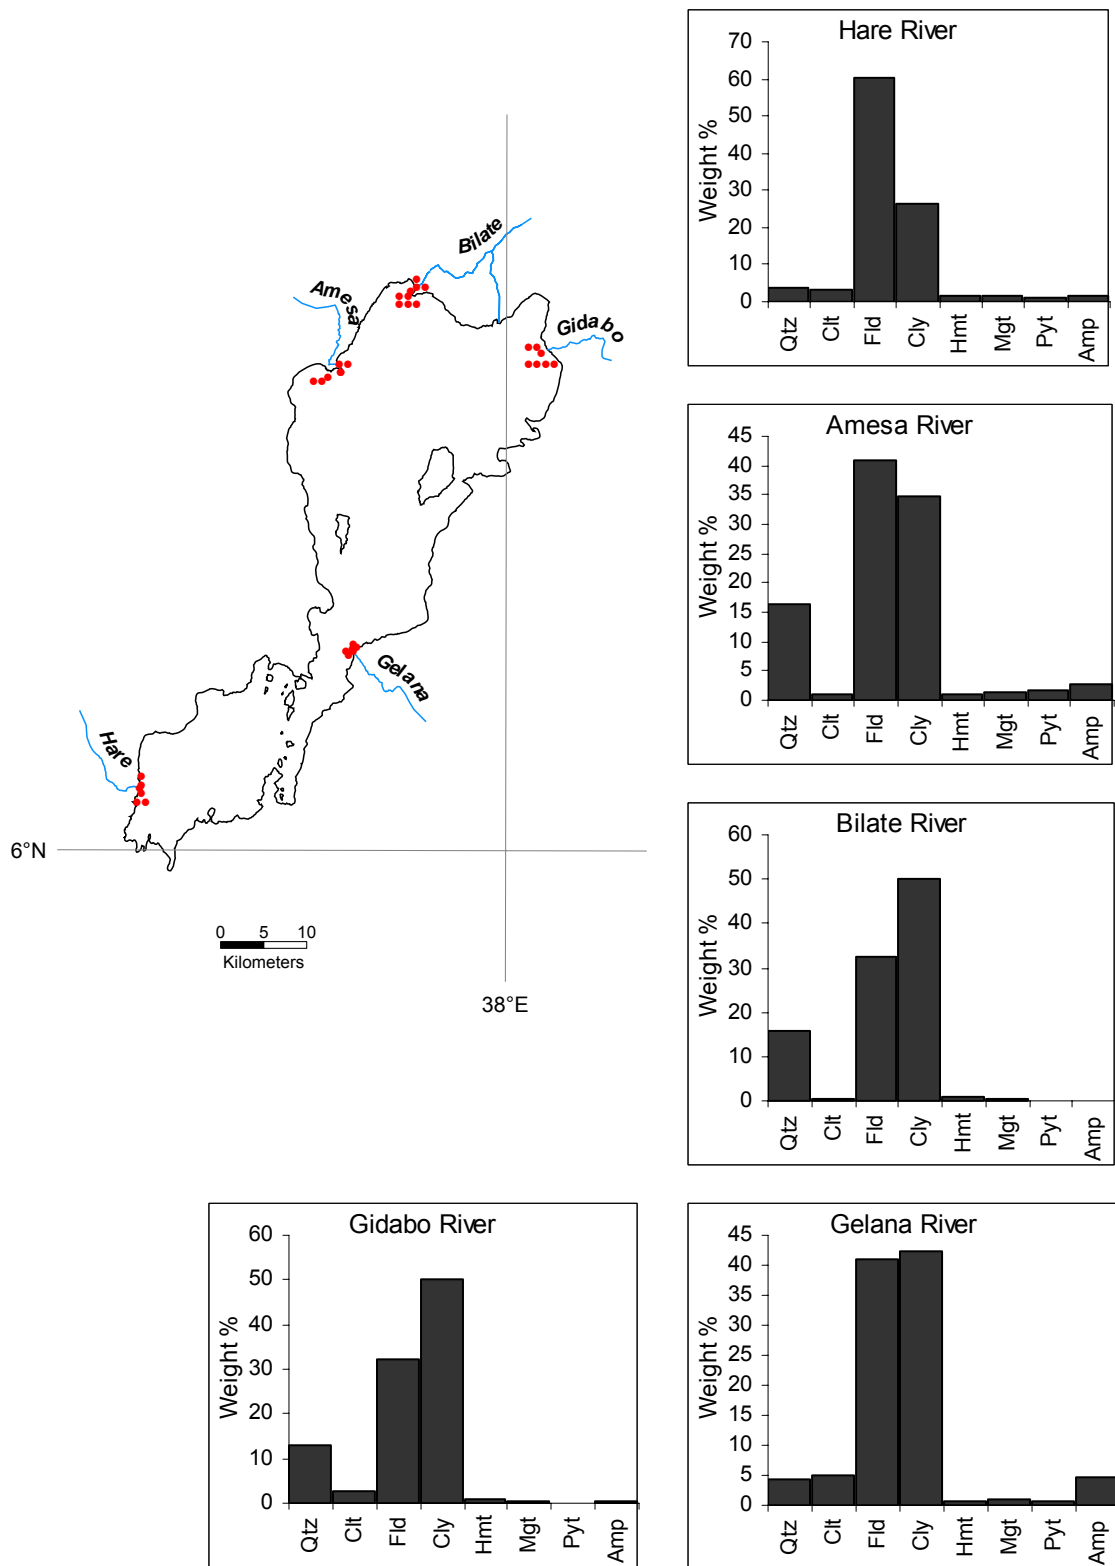 Hare River
Weight %
70
60
50
40
30
20
10
0
Qtz Clt Fld Cly Hmt Mgt Pyt Amp
Bilate
Amesa
Gidabo
Gelana
Hare
6°N
38°E
0 5 10
Kilometers
Amesa River
Weight %
45
40
35
30
25
20
15
10
5
0
Qtz Clt Fld Cly Hmt Mgt Pyt Amp
Bilate River
Weight %
60
50
40
30
20
10
0
Qtz Clt Fld Cly Hmt Mgt Pyt Amp
Gidabo River
Weight %
60
50
40
30
20
10
0
Qtz Clt Fld Cly Hmt Mgt Pyt Amp
Gelana River
Weight %
45
40
35
30
25
20
15
10
5
0
Qtz Clt Fld Cly Hmt Mgt Pyt Amp